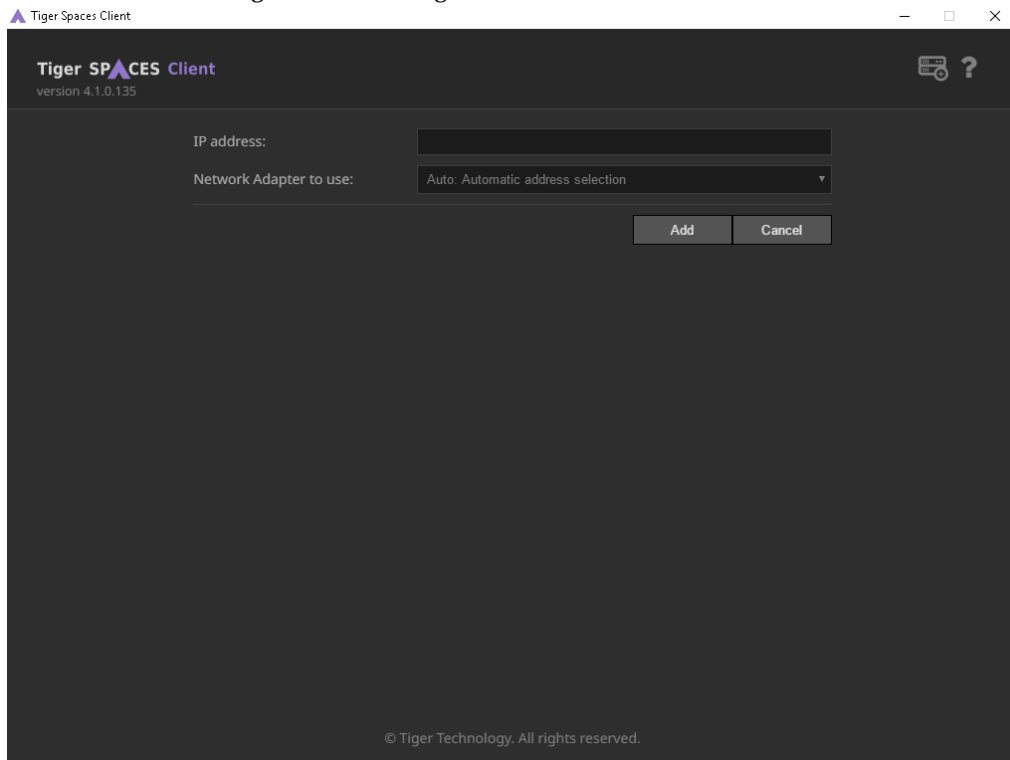 Tiger Spaces Client
Tiger SPACES Client
version 4.1.0.135
IP address:
Network Adapter to use: Auto: Automatic address selection
Add Cancel
© Tiger Technology. All rights reserved.